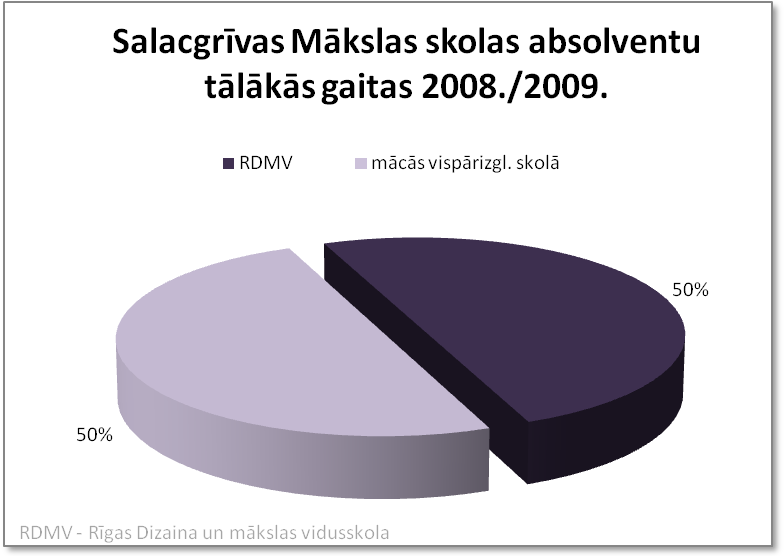 Salacgrīvas Mākslas skolas absolventu
tālākās gaitas 2008./2009.
RDMV mācās vispārizgl. skolā
50%
50%
RDMV - Rīgas Dizaina un mākslas vidusskola